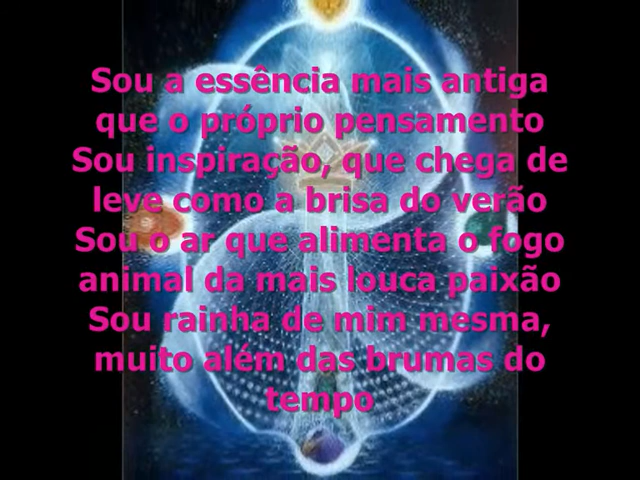 Sou a essência mais antiga
que o próprio pensamento
Sou inspiração, que chega de
leve como a brisa do verão
Sou o ar que alimenta o fogo
animal da mais louca paixão
Sou rainha de mim mesma,
muito além das brumas do
tempo